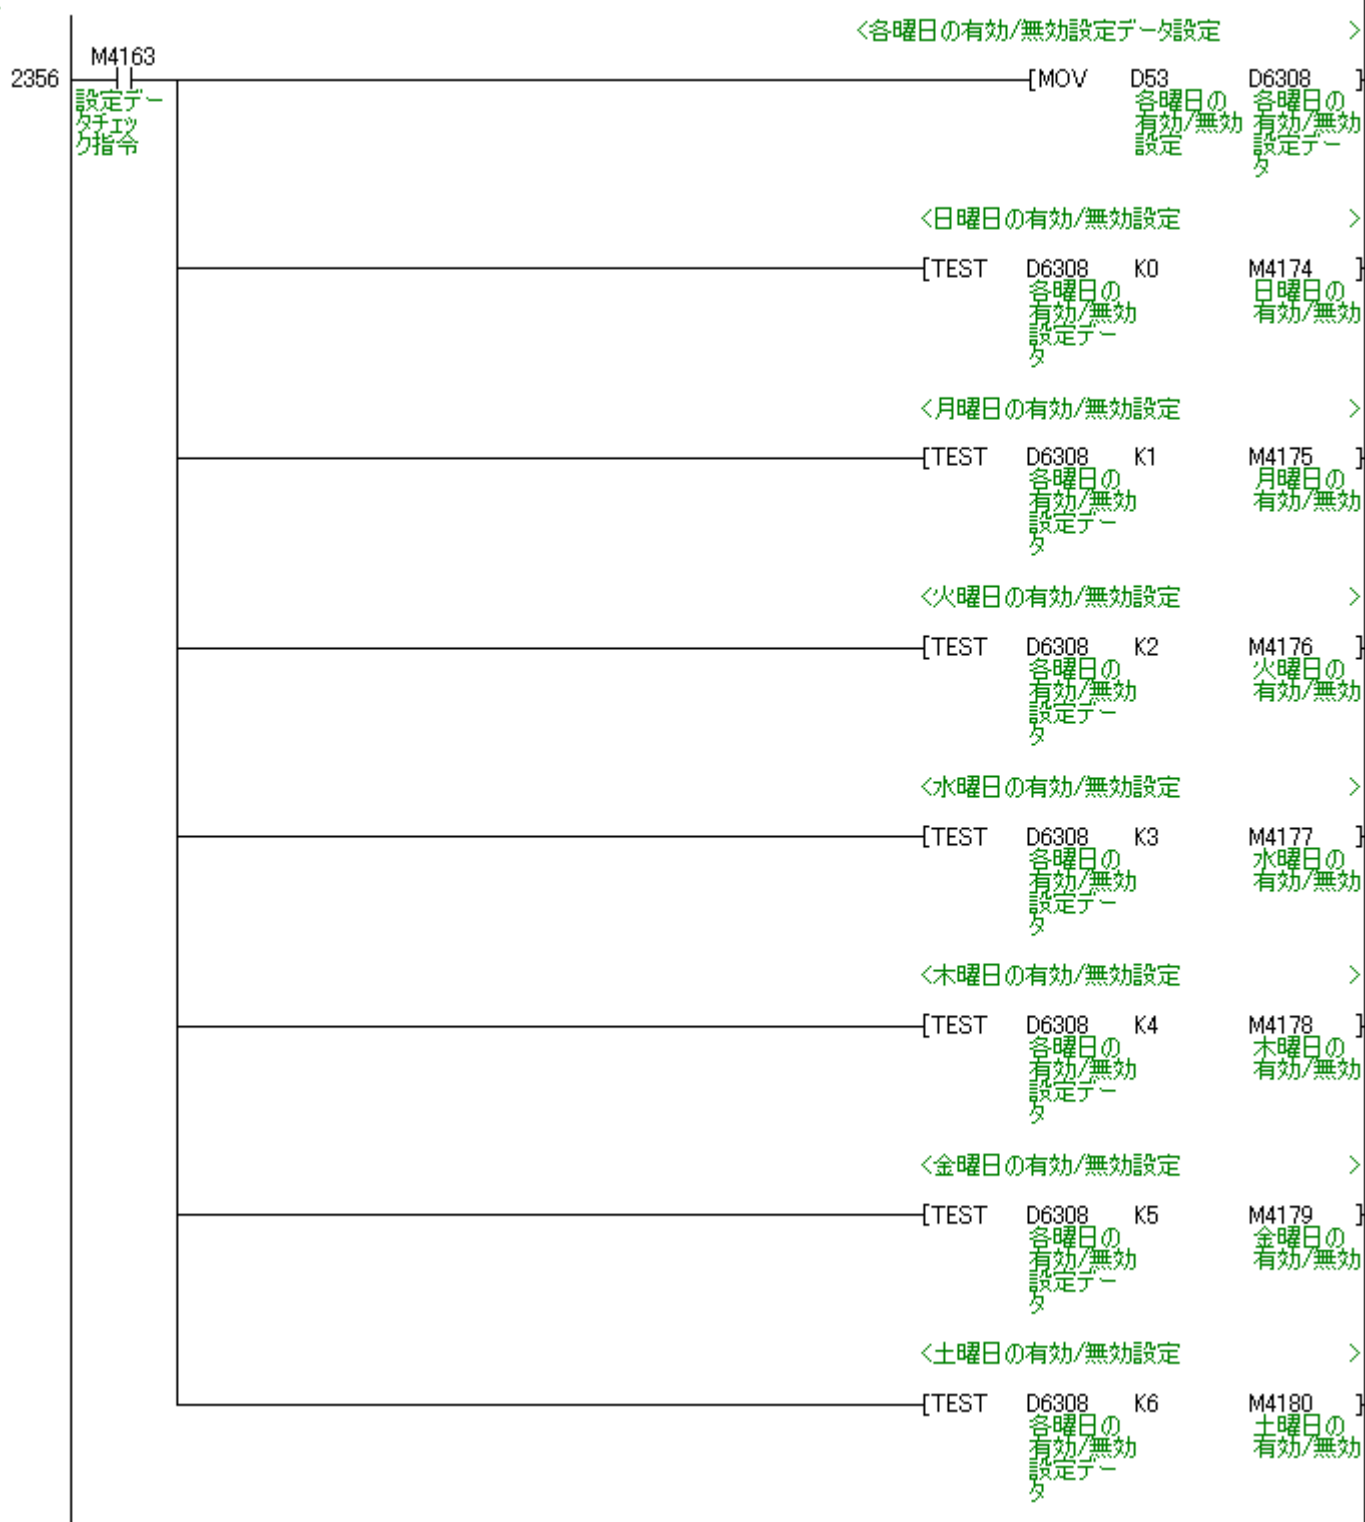 <各曜日の有効/無効設定データ設定 >
M4163
2356 [MOV D53 D6308 ]
設定デー
タチェッ
ク指令
各曜日の 各曜日の
有効/無効 有効/無効
設定 設定デー
タ
<日曜日の有効/無効設定 >
[TEST D6308 K0 M4174 ]
各曜日の 日曜日の
有効/無効 有効/無効
設定デー
タ
<月曜日の有効/無効設定 >
[TEST D6308 K1 M4175 ]
各曜日の 月曜日の
有効/無効 有効/無効
設定デー
タ
<火曜日の有効/無効設定 >
[TEST D6308 K2 M4176 ]
各曜日の 火曜日の
有効/無効 有効/無効
設定デー
タ
<水曜日の有効/無効設定 >
[TEST D6308 K3 M4177 ]
各曜日の 水曜日の
有効/無効 有効/無効
設定デー
タ
<木曜日の有効/無効設定 >
[TEST D6308 K4 M4178 ]
各曜日の 木曜日の
有効/無効 有効/無効
設定デー
タ
<金曜日の有効/無効設定 >
[TEST D6308 K5 M4179 ]
各曜日の 金曜日の
有効/無効 有効/無効
設定デー
タ
<土曜日の有効/無効設定 >
[TEST D6308 K6 M4180 ]
各曜日の 土曜日の
有効/無効 有効/無効
設定デー
タ